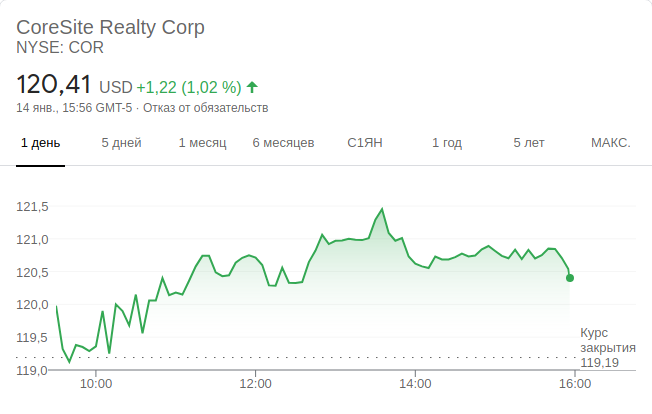 CoreSite Realty Corp
NYSE: COR
120,41 USD +1,22 (1,02 %)
14 янв., 15:56 GMT-5 · Отказ от обязательств
1 день 5 дней 1 месяц 6 месяцев С1ЯН 1 год 5 лет МАКС.
121,5
121,0
120,5
120,0
119,5
119,0
Курс
закрытия
119,19
10:00 12:00 14:00 16:00